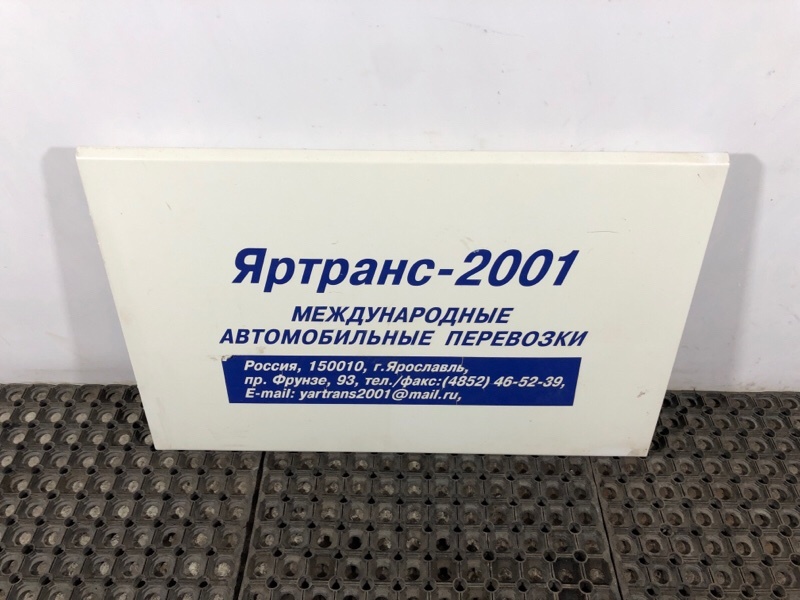 Яртранс-2001
МЕЖДУНАРОДНЫЕ
АВТОМОБИЛЬНЫЕ ПЕРЕВОЗКИ
Россия, 150010, г.Ярославль,
пр. Фрунзе, 93, тел./факс:(4852) 46-52-39,
E-mail: yartrans2001@mail.ru,